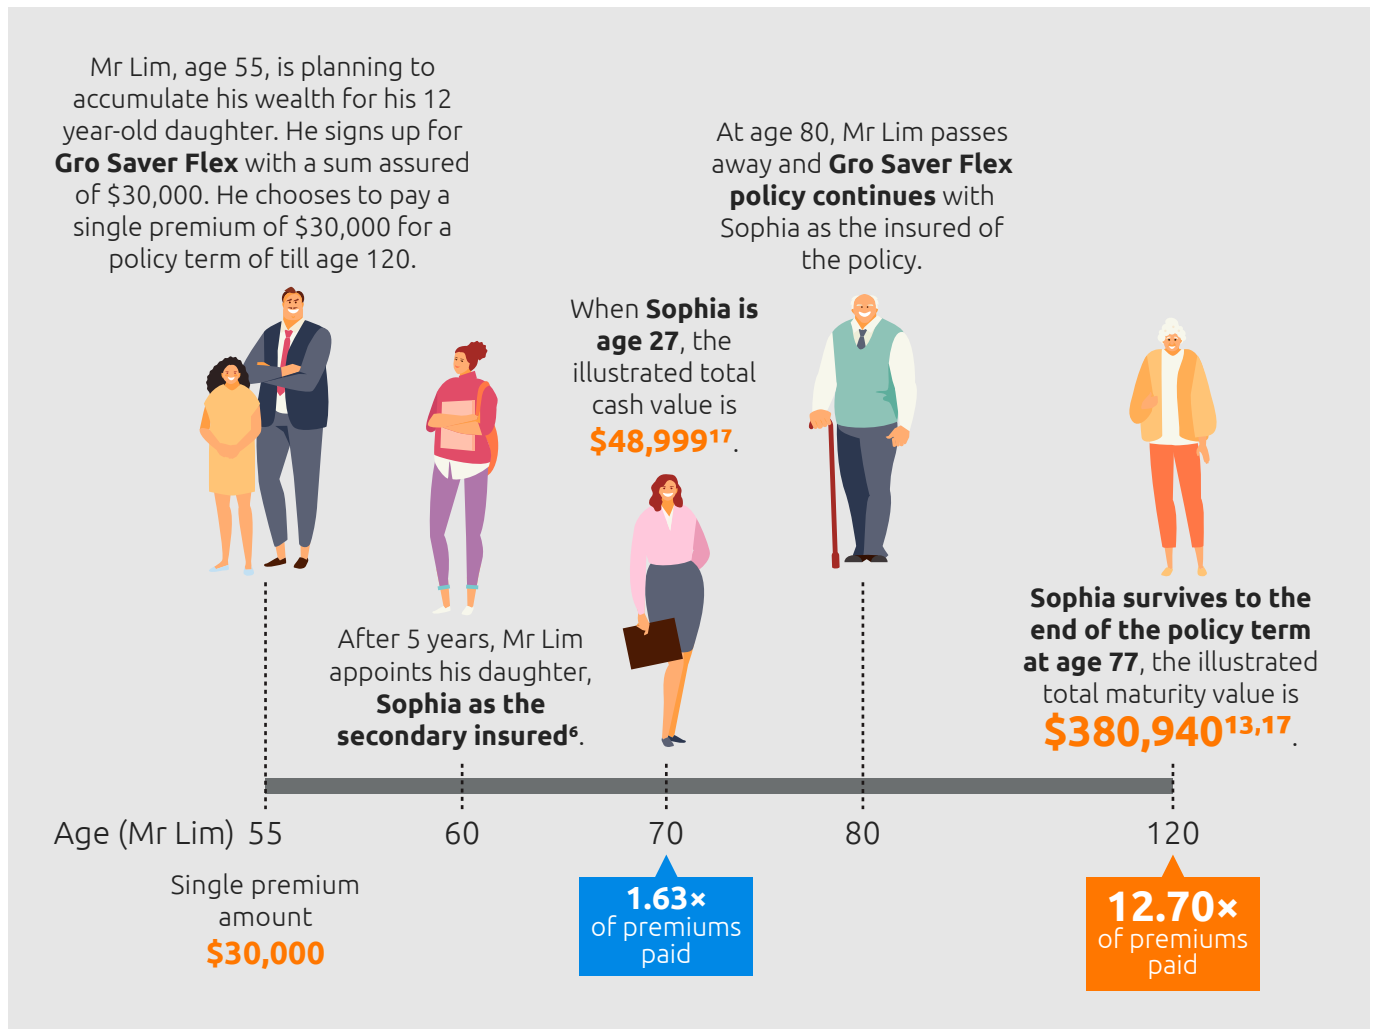 Mr Lim, age 55, is planning to
accumulate his wealth for his 12
year-old daughter. He signs up for
Gro Saver Flex with a sum assured
of $30,000. He chooses to pay a
single premium of $30,000 for a
policy term of till age 120.
After 5 years, Mr Lim
appoints his daughter,
Sophia as the
secondary insured⁶.
When Sophia is
age 27, the
illustrated total
cash value is
$48,999¹⁷.
At age 80, Mr Lim passes
away and Gro Saver Flex
policy continues with
Sophia as the insured of
the policy.
Sophia survives to the
end of the policy term
at age 77, the illustrated
total maturity value is
$380,940¹³,¹⁷.
Age (Mr Lim) 55 60 70 80 120
Single premium
amount
$30,000
1.63×
of premiums
paid
12.70×
of premiums
paid